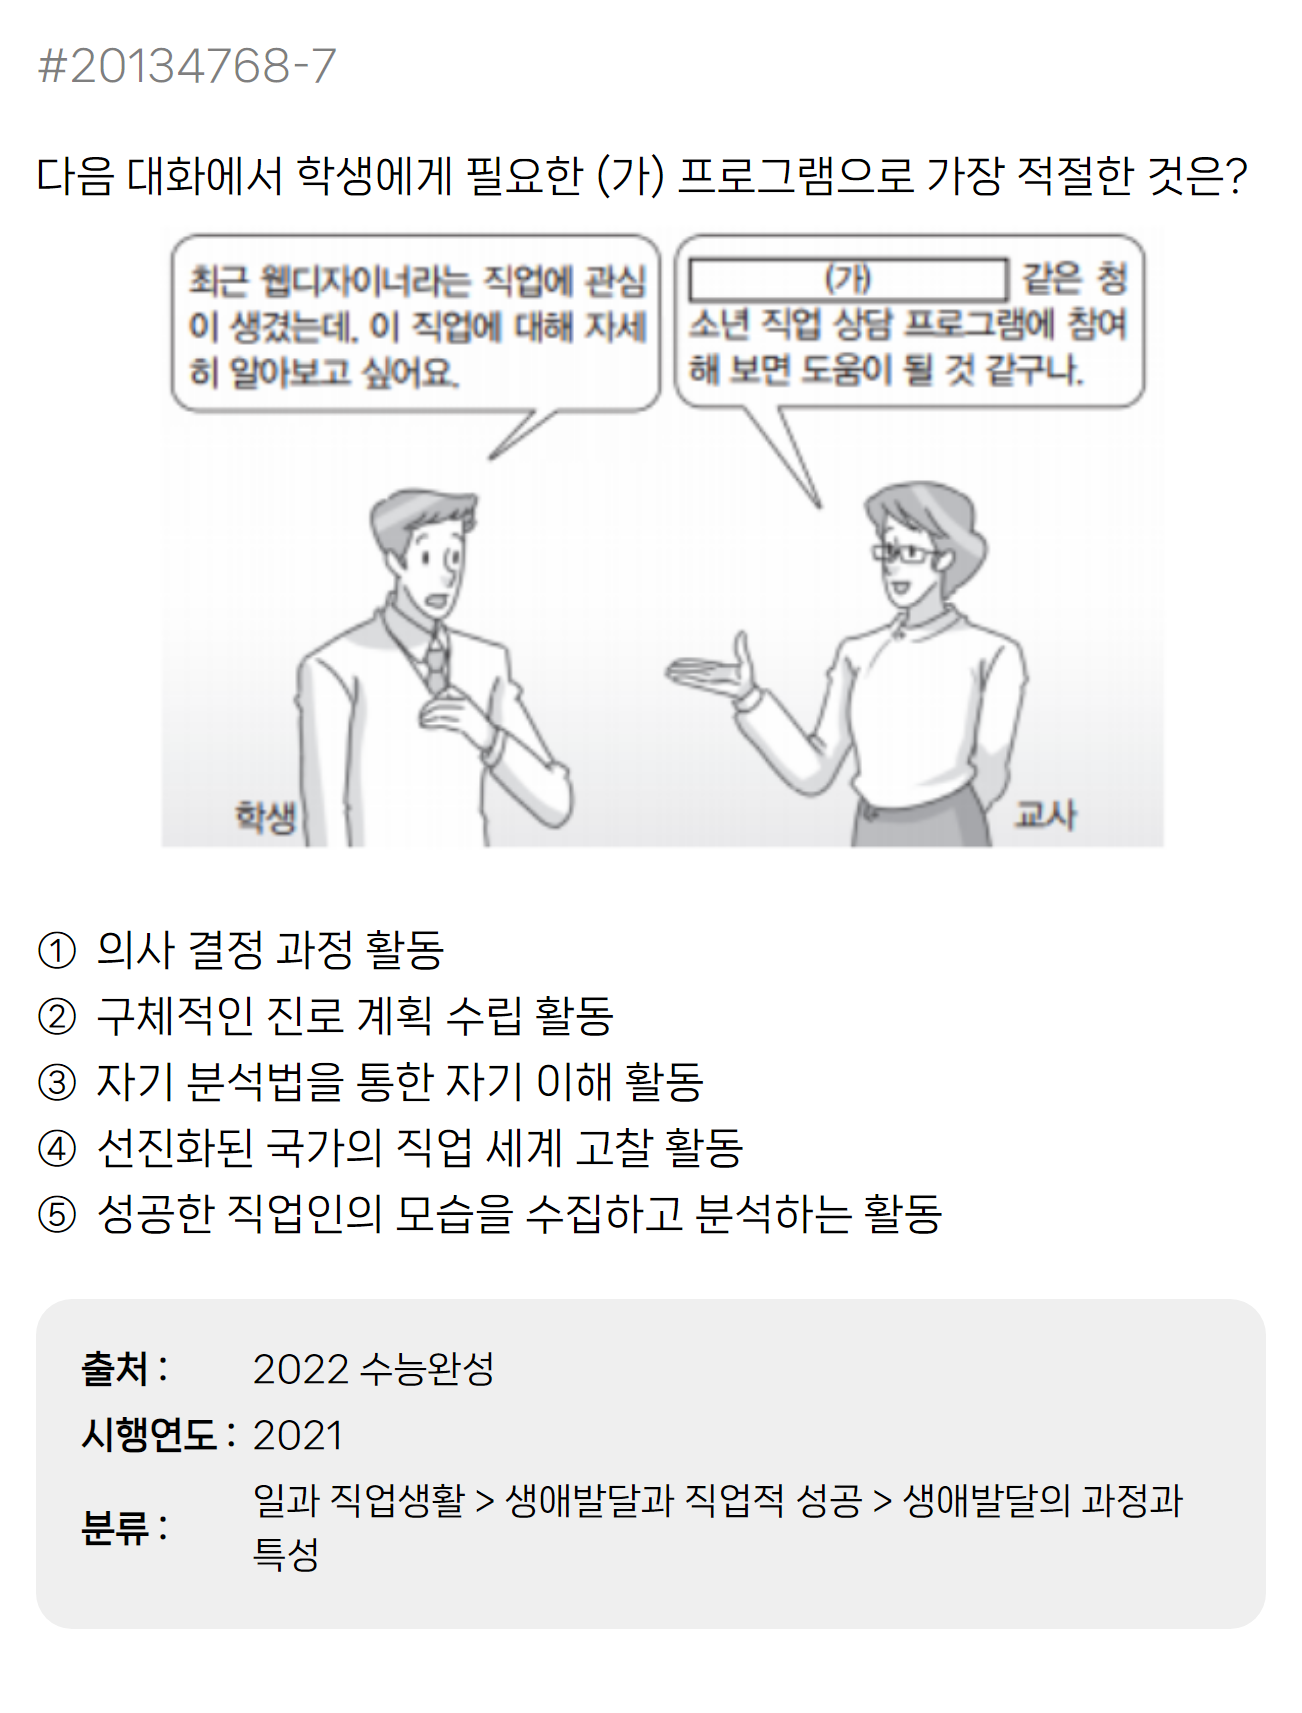 #20134768-7
다음 대화에서 학생에게 필요한 (가) 프로그램으로 가장 적절한 것은?
최근 웹디자이너라는 직업에 관심
이 생겼는데, 이 직업에 대해 자세
히 알아보고 싶어요.
(가) 같은 청
소년 직업 상담 프로그램에 참여
해 보면 도움이 될 것 같구나.
학생
교사
① 의사 결정 과정 활동
② 구체적인 진로 계획 수립 활동
③ 자기 분석법을 통한 자기 이해 활동
④ 선진화된 국가의 직업 세계 고찰 활동
⑤ 성공한 직업인의 모습을 수집하고 분석하는 활동
출처 : 2022 수능완성
시행연도 : 2021
분류 : 일과 직업생활 > 생애발달과 직업적 성공 > 생애발달의 과정과
특성